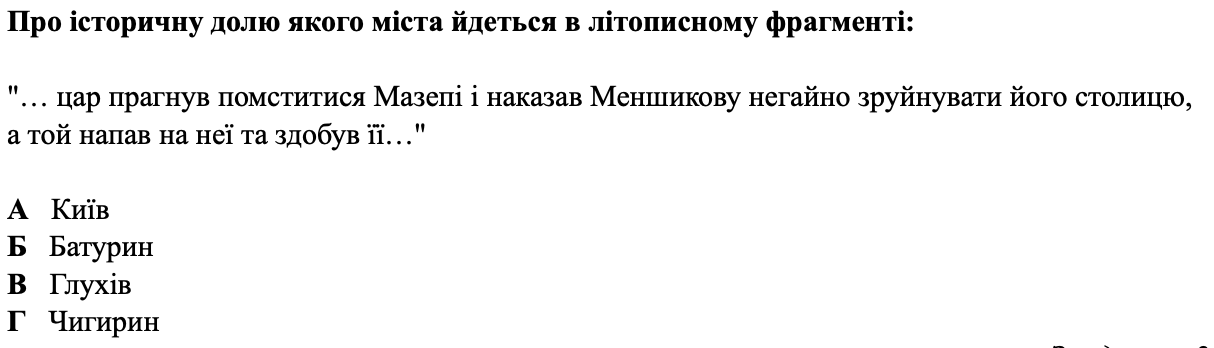 Про історичну долю якого міста йдеться в літописному фрагменті:
"… цар прагнув помститися Мазепі і наказав Меншикову негайно зруйнувати його столицю,
а той напав на неї та здобув її…"
А Київ
Б Батурин
В Глухів
Г Чигирин